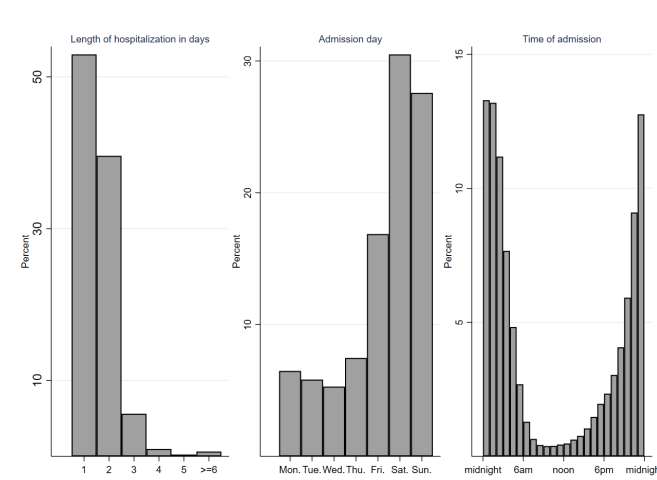 Length of hospitalization in days
Percent
50
30
10
1 2 3 4 5 >=6
Admission day
Percent
30
20
10
Mon. Tue. Wed. Thu. Fri. Sat. Sun.
Time of admission
Percent
15
10
5
midnight 6am noon 6pm midnight